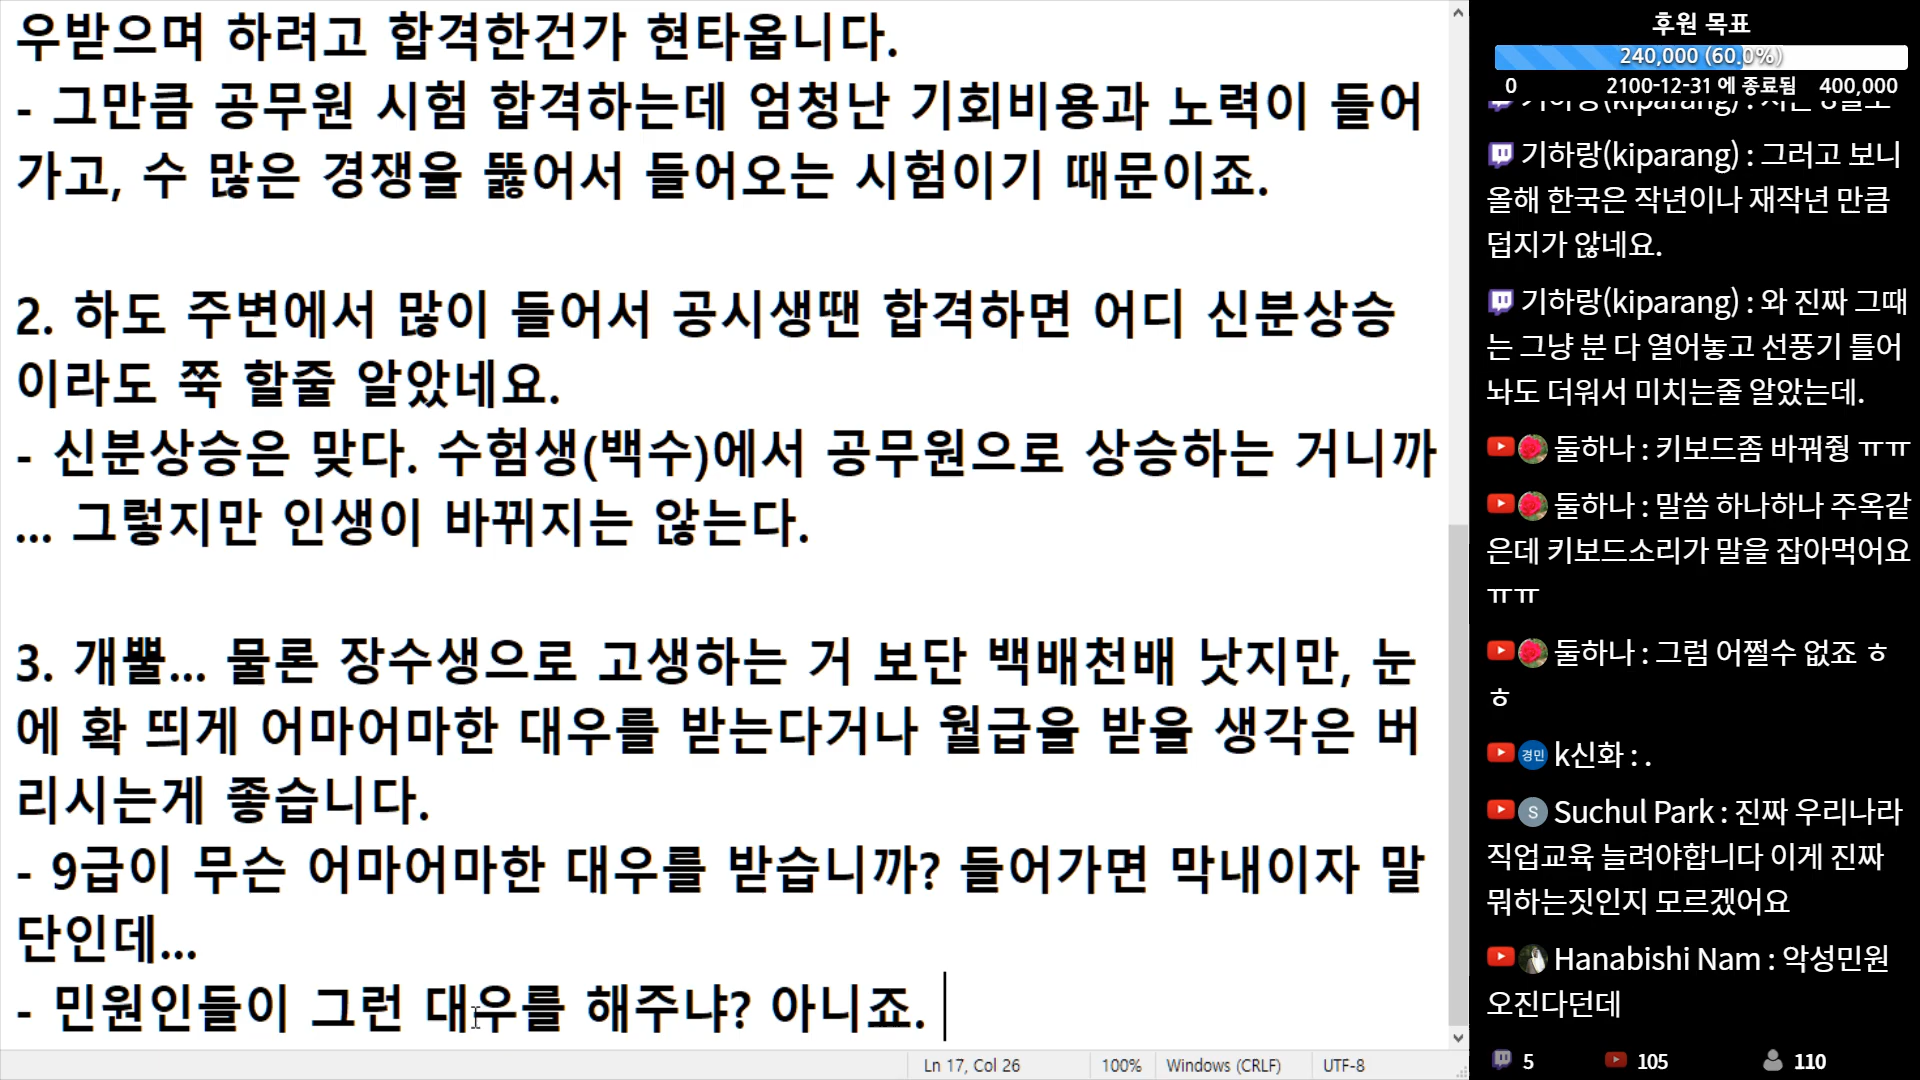 우받으며 하려고 합격한건가 현타옵니다.
- 그만큼 공무원 시험 합격하는데 엄청난 기회비용과 노력이 들어
가고, 수 많은 경쟁을 뚫어서 들어오는 시험이기 때문이죠.
2. 하도 주변에서 많이 들어서 공시생땐 합격하면 어디 신분상승
이라도 쭉 할줄 알았네요.
- 신분상승은 맞다. 수험생(백수)에서 공무원으로 상승하는 거니까
... 그렇지만 인생이 바뀌지는 않는다.
3. 개뿔... 물론 장수생으로 고생하는 거 보단 백배천배 낫지만, 눈
에 확 띄게 어마어마한 대우를 받는다거나 월급을 받을 생각은 버
리시는게 좋습니다.
- 9급이 무슨 어마어마한 대우를 받습니까? 들어가면 막내이자 말
단인데...
- 민원인들이 그런 대우를 해주냐? 아니죠.
Ln 17, Col 26
100%
Windows (CRLF)
UTF-8
후원 목표
240,000 (60.0%)
0 2100-12-31 에 종료됨 400,000
기하랑(kiparang) :
기하랑(kiparang) : 그러고 보니
올해 한국은 작년이나 재작년 만큼
덥지가 않네요.
기하랑(kiparang) : 와 진짜 그때
는 그냥 분 다 열어놓고 선풍기 틀어
놔도 더워서 미치는줄 알았는데.
둘하나 : 키보드좀 바꿔줭 ㅠㅠ
둘하나 : 말씀 하나하나 주옥같
은데 키보드소리가 말을 잡아먹어요
ㅠㅠ
둘하나 : 그럼 어쩔수 없죠 ㅎ
ㅎ
경민 k신화 : .
S Suchul Park : 진짜 우리나라
직업교육 늘려야합니다 이게 진짜
뭐하는짓인지 모르겠어요
Hanabishi Nam : 악성민원
오진다던데
5 105 110